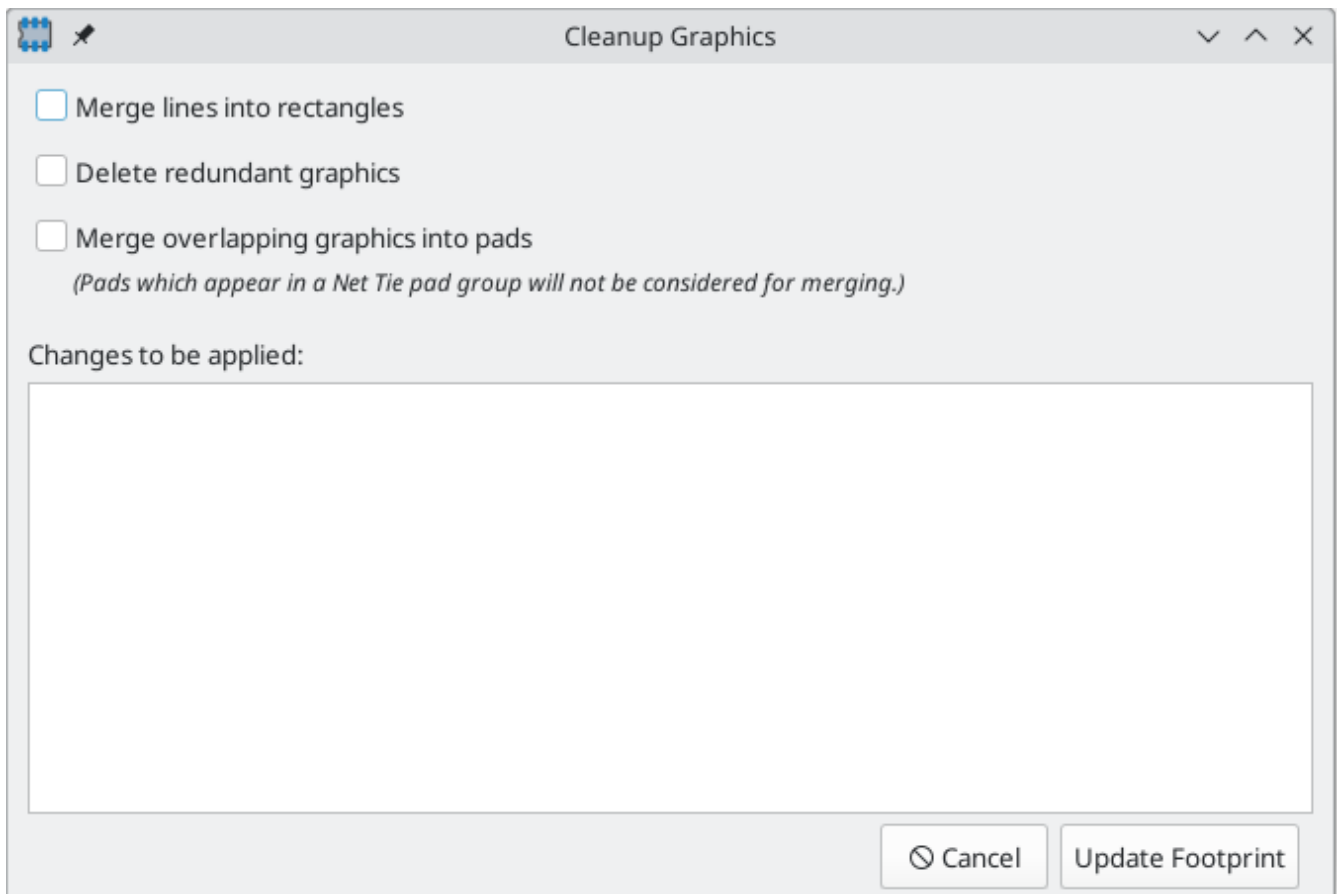 Cleanup Graphics
Merge lines into rectangles
Delete redundant graphics
Merge overlapping graphics into pads
(Pads which appear in a Net Tie pad group will not be considered for merging.)
Changes to be applied:
Cancel Update Footprint